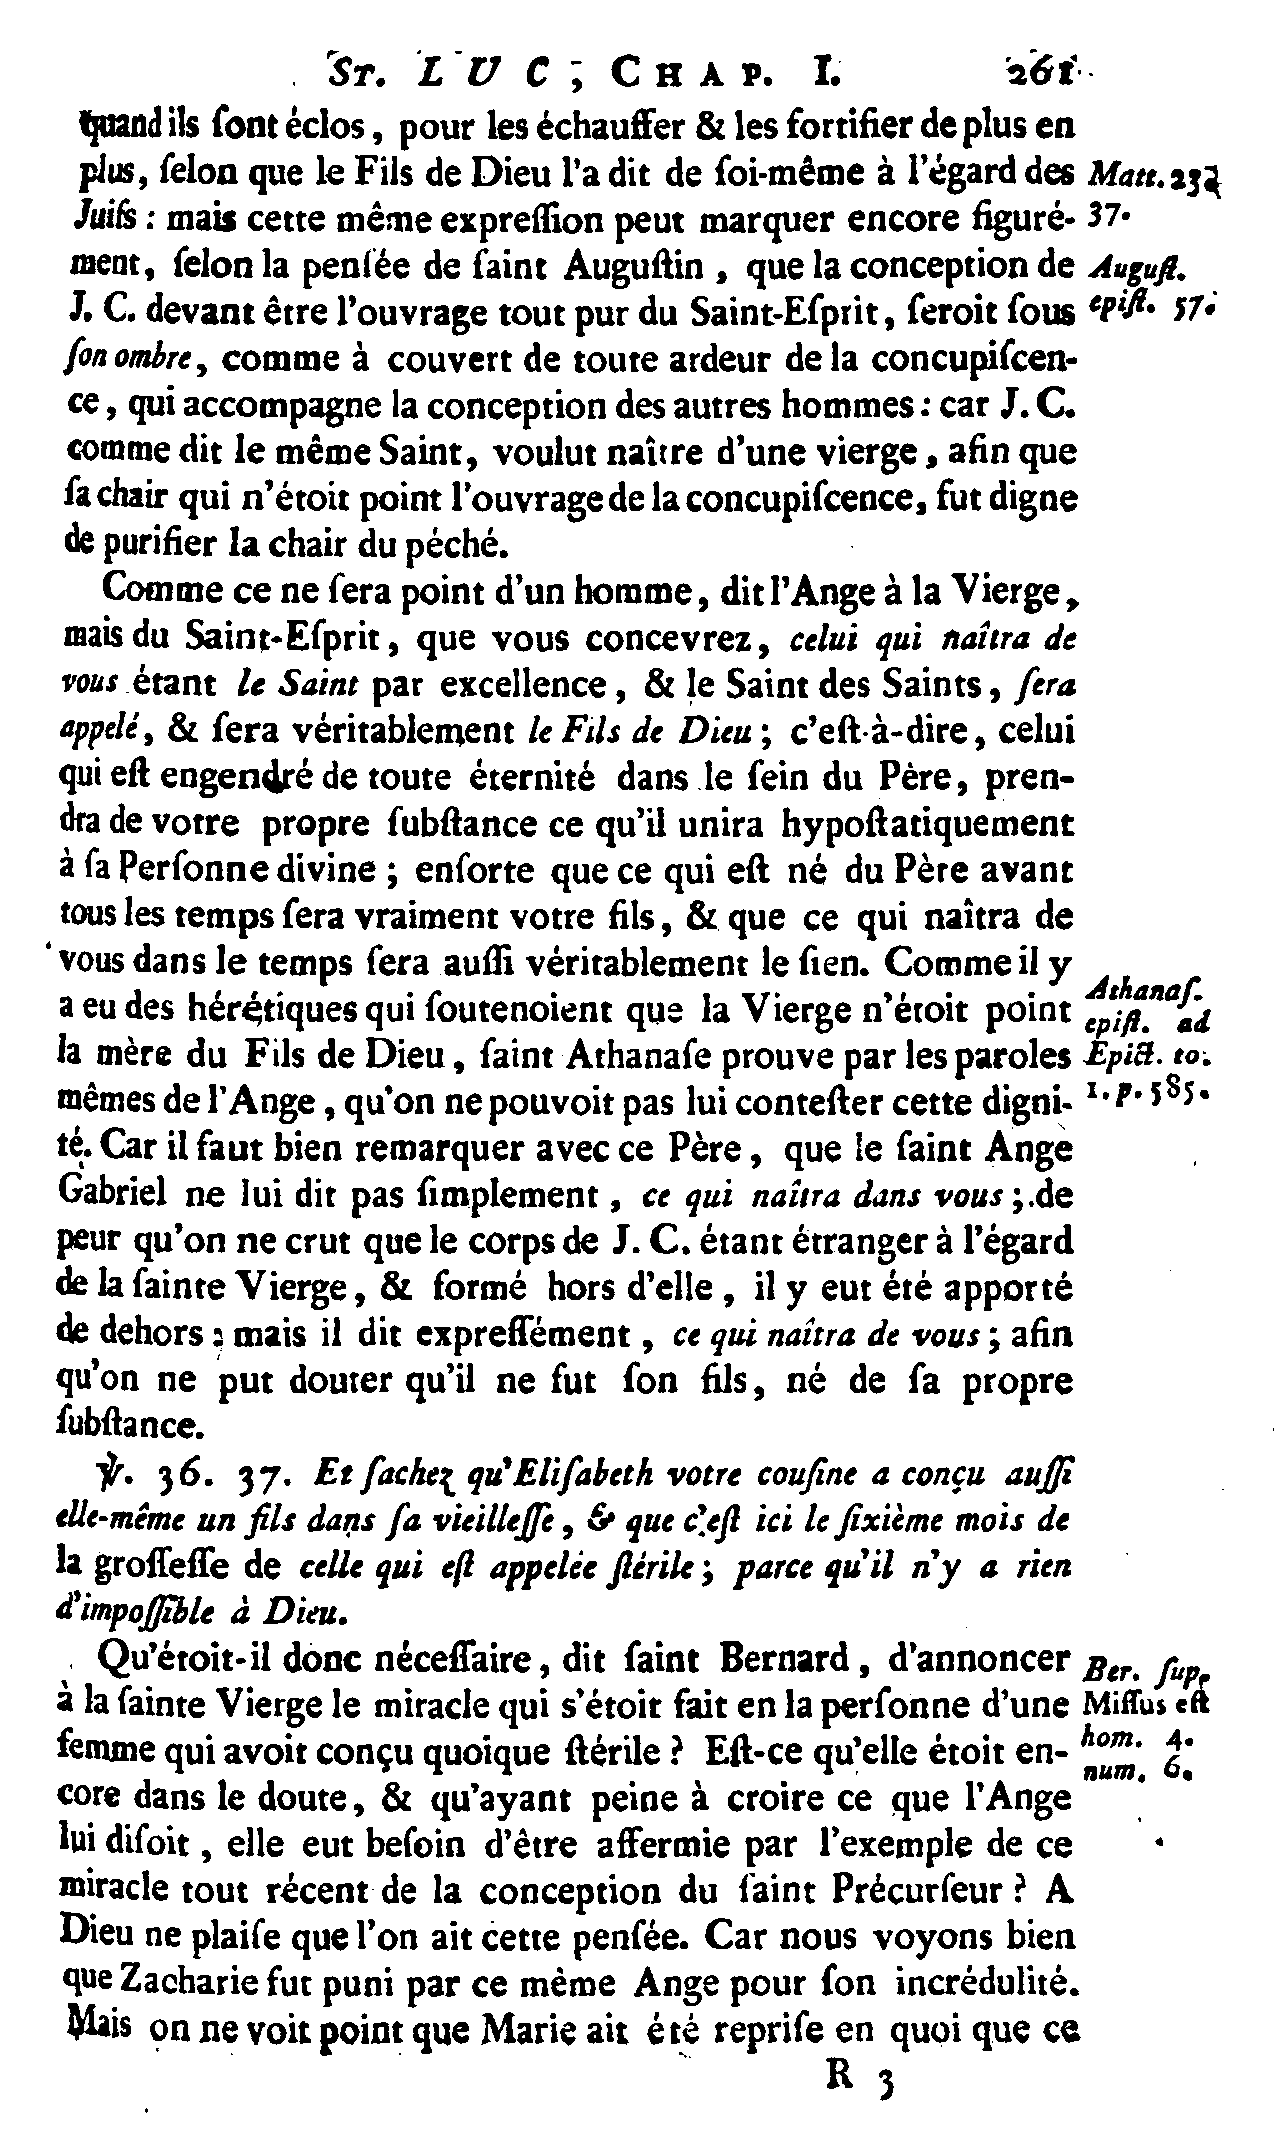 St. LUC, CHAP. I. 261
quand ils ſont éclos, pour les échauffer & les fortifier de plus en
plus, ſelon que le Fils de Dieu l'a dit de ſoi-même à l'égard des
Matt. 23.
Juifs : mais cette même expreſſion peut marquer encore figuré-
37.
ment, ſelon la penſée de ſaint Auguſtin, que la conception de
Auguſt.
J. C. devant être l'ouvrage tout pur du Saint-Eſprit, ſeroit ſous
epiſt. 57.
ſon ombre, comme à couvert de toute ardeur de la concupiſcen-
ce, qui accompagne la conception des autres hommes : car J. C.
comme dit le même Saint, voulut naître d'une vierge, afin que
ſa chair qui n'étoit point l'ouvrage de la concupiſcence, fut digne
de purifier la chair du péché.
Comme ce ne ſera point d'un homme, dit l'Ange à la Vierge,
mais du Saint-Eſprit, que vous concevrez, celui qui naîtra de
vous étant le Saint par excellence, & le Saint des Saints, ſera
appelé, & ſera véritablement le Fils de Dieu ; c'eſt-à-dire, celui
qui eſt engendré de toute éternité dans le ſein du Père, pren-
dra de votre propre ſubſtance ce qu'il unira hypoſtatiquement
à ſa Perſonne divine ; enſorte que ce qui eſt né du Père avant
tous les temps ſera vraiment votre fils, & que ce qui naîtra de
vous dans le temps ſera auſſi véritablement le ſien. Comme il y
a eu des hérétiques qui ſoutenoient que la Vierge n'étoit point
Athanaſ.
epiſt. ad
la mère du Fils de Dieu, ſaint Athanaſe prouve par les paroles
Epict. to.
mêmes de l'Ange, qu'on ne pouvoit pas lui conteſter cette digni-
1. p. 585.
té. Car il faut bien remarquer avec ce Père, que le ſaint Ange
Gabriel ne lui dit pas ſimplement, ce qui naîtra dans vous ; de
peur qu'on ne crut que le corps de J. C. étant étranger à l'égard
de la ſainte Vierge, & formé hors d'elle, il y eut été apporté
de dehors ; mais il dit expreſſément, ce qui naîtra de vous ; afin
qu'on ne put douter qu'il ne fut ſon fils, né de ſa propre
ſubſtance.
℣. 36. 37. Et ſachez qu'Eliſabeth votre couſine a conçu auſſi
elle-même un fils dans ſa vieilleſſe, & que c'eſt ici le ſixième mois de
la groſſeſſe de celle qui eſt appelée ſtérile ; parce qu'il n'y a rien
d'impoſſible à Dieu.
Qu'étoit-il donc néceſſaire, dit ſaint Bernard, d'annoncer
Ber. ſup.
à la ſainte Vierge le miracle qui s'étoit fait en la perſonne d'une
Miſſus eſt
femme qui avoit conçu quoique ſtérile ? Eſt-ce qu'elle étoit en-
hom. 4.
num. 6.
core dans le doute, & qu'ayant peine à croire ce que l'Ange
lui diſoit, elle eut beſoin d'être affermie par l'exemple de ce
miracle tout récent de la conception du ſaint Précurſeur ? A
Dieu ne plaiſe que l'on ait cette penſée. Car nous voyons bien
que Zacharie fut puni par ce même Ange pour ſon incrédulité.
Mais on ne voit point que Marie ait été repriſe en quoi que ce
R 3